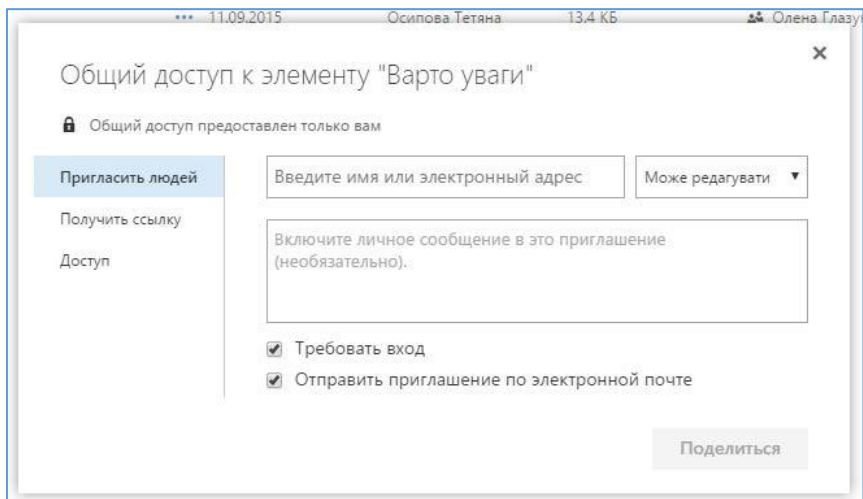 ••• 11.09.2015 Осипова Тетяна 13,4 КБ Олена
Общий доступ к элементу "Варто уваги"
Общий доступ предоставлен только вам
Пригласить людей
Введите имя или электронный адрес
Може редагувати
Получить ссылку
Включите личное сообщение в это приглашение
(необязательно).
Доступ
Требовать вход
Отправить приглашение по электронной почте
Поделиться